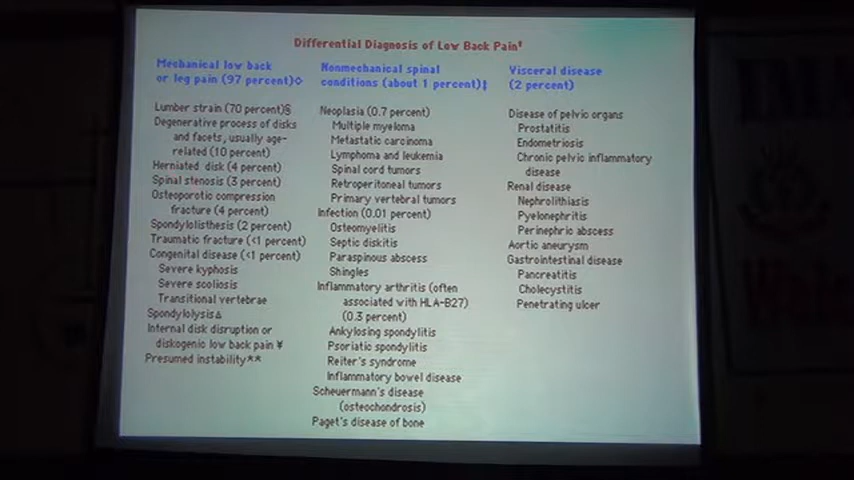 Differential Diagnosis of Low Back Pain†
Mechanical low back
or leg pain (97 percent)◇
Lumber strain (70 percent)§
Degenerative process of disks
and facets, usually age-
related (10 percent)
Herniated disk (4 percent)
Spinal stenosis (3 percent)
Osteoporotic compression
fracture (4 percent)
Spondylolisthesis (2 percent)
Traumatic fracture (<1 percent)
Congenital disease (<1 percent)
Severe kyphosis
Severe scoliosis
Transitional vertebrae
Spondylolysis△
Internal disk disruption or
diskogenic low back pain ¥
Presumed instability**
Nonmechanical spinal
conditions (about 1 percent)‡
Neoplasia (0.7 percent)
Multiple myeloma
Metastatic carcinoma
Lymphoma and leukemia
Spinal cord tumors
Retroperitoneal tumors
Primary vertebral tumors
Infection (0.01 percent)
Osteomyelitis
Septic diskitis
Paraspinous abscess
Shingles
Inflammatory arthritis (often
associated with HLA-B27)
(0.3 percent)
Ankylosing spondylitis
Psoriatic spondylitis
Reiter's syndrome
Inflammatory bowel disease
Scheuermann's disease
(osteochondrosis)
Paget's disease of bone
Visceral disease
(2 percent)
Disease of pelvic organs
Prostatitis
Endometriosis
Chronic pelvic inflammatory
disease
Renal disease
Nephrolithiasis
Pyelonephritis
Perinephric abscess
Aortic aneurysm
Gastrointestinal disease
Pancreatitis
Cholecystitis
Penetrating ulcer